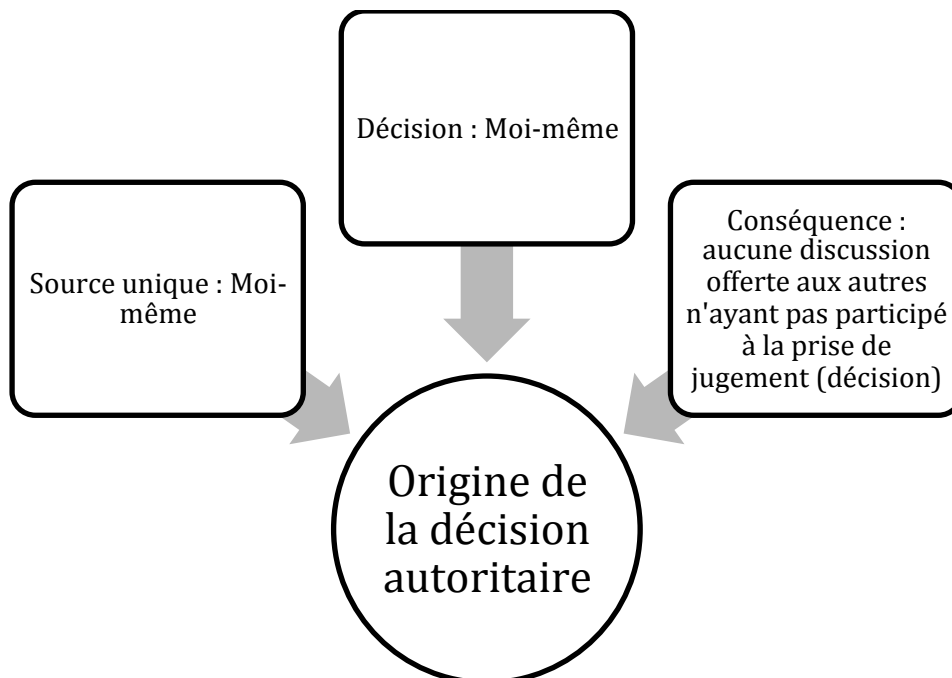 Décision : Moi-même
Source unique : Moi-
même
Conséquence :
aucune discussion
offerte aux autres
n'ayant pas participé
à la prise de
jugement (décision)
Origine de
la décision
autoritaire